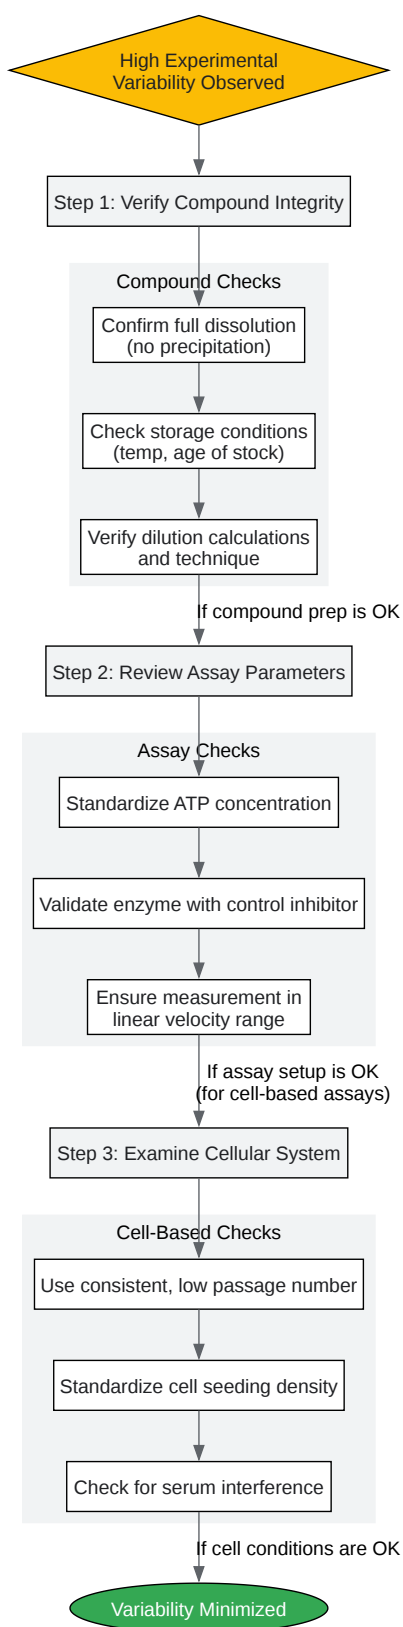 High Experimental
Variability Observed
Step 1: Verify Compound Integrity
Compound Checks
Confirm full dissolution
(no precipitation)
Check storage conditions
(temp, age of stock)
Verify dilution calculations
and technique
If compound prep is OK
Step 2: Review Assay Parameters
Assay Checks
Standardize ATP concentration
Validate enzyme with control inhibitor
Ensure measurement in
linear velocity range
If assay setup is OK
(for cell-based assays)
Step 3: Examine Cellular System
Cell-Based Checks
Use consistent, low passage number
Standardize cell seeding density
Check for serum interference
If cell conditions are OK
Variability Minimized